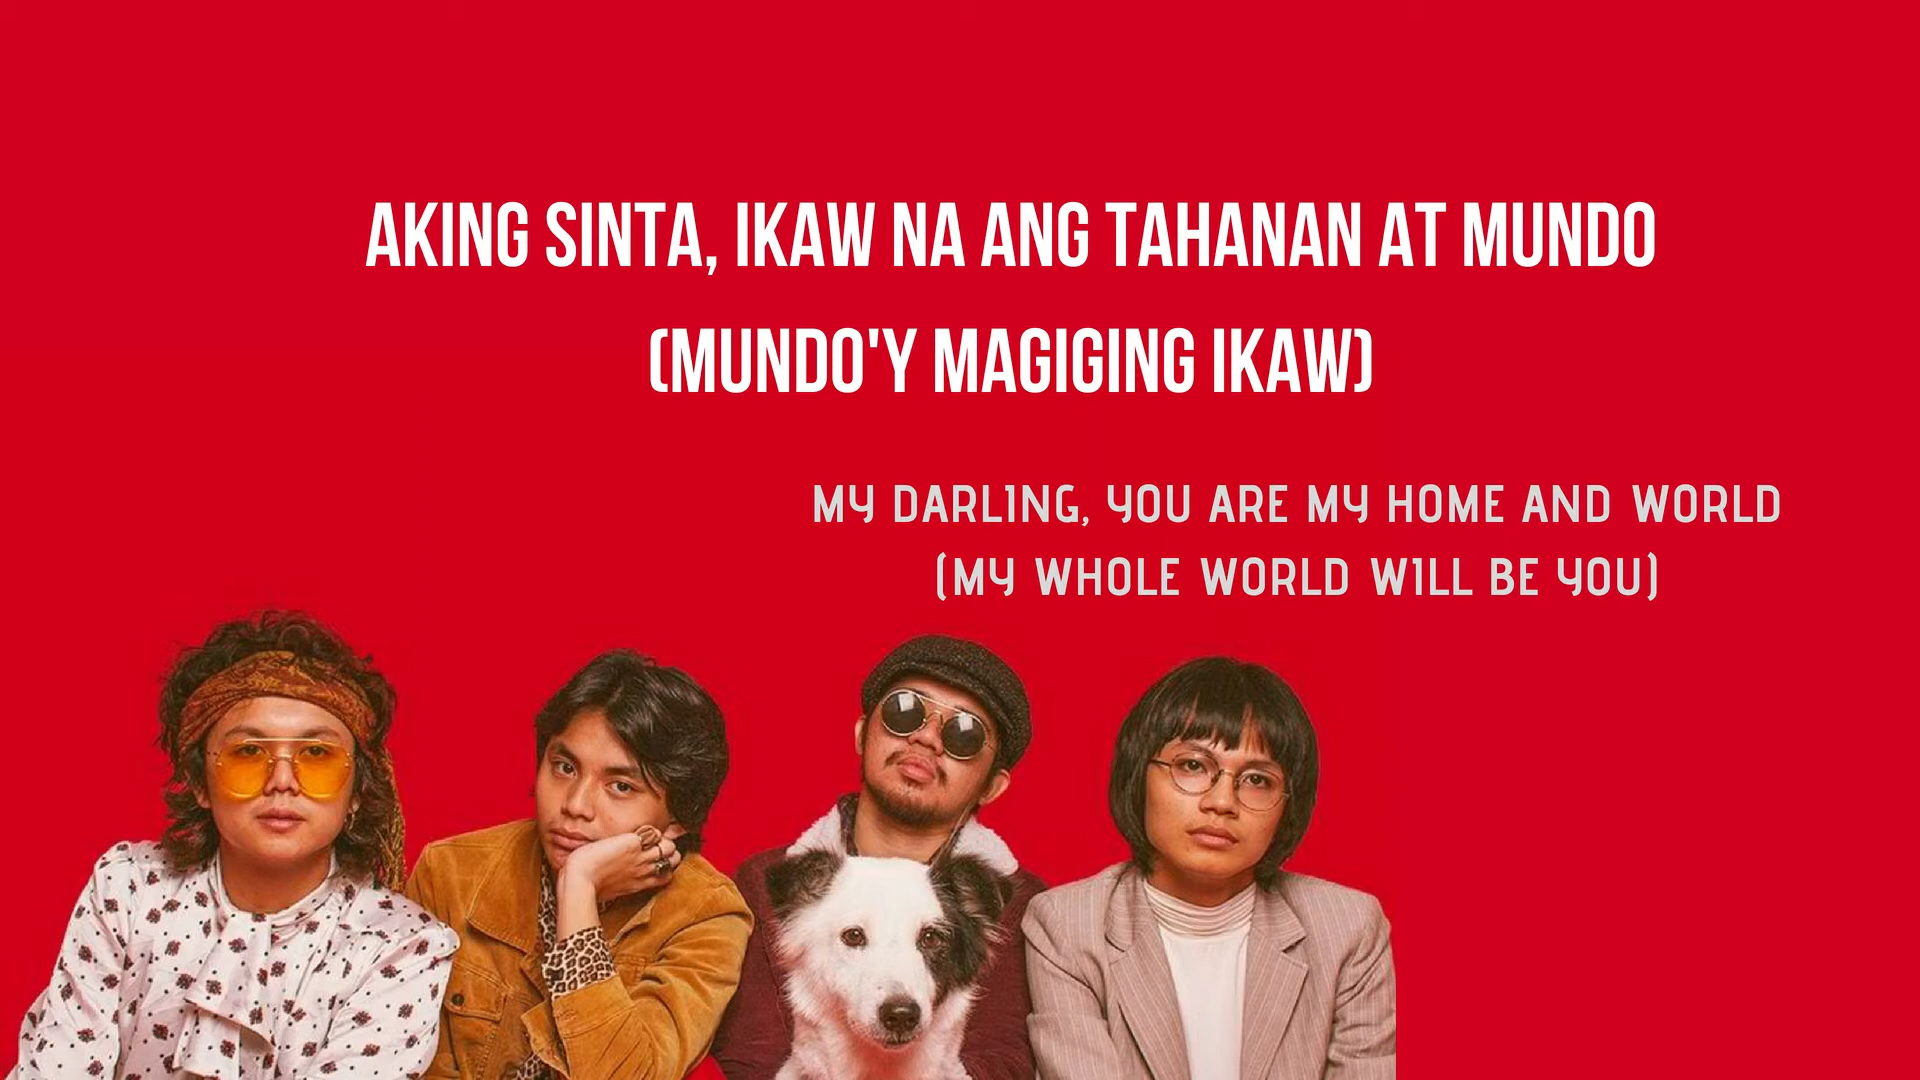 AKING SINTA, IKAW NA ANG TAHANAN AT MUNDO
(MUNDO'Y MAGIGING IKAW)
MY DARLING, YOU ARE MY HOME AND WORLD
(MY WHOLE WORLD WILL BE YOU)